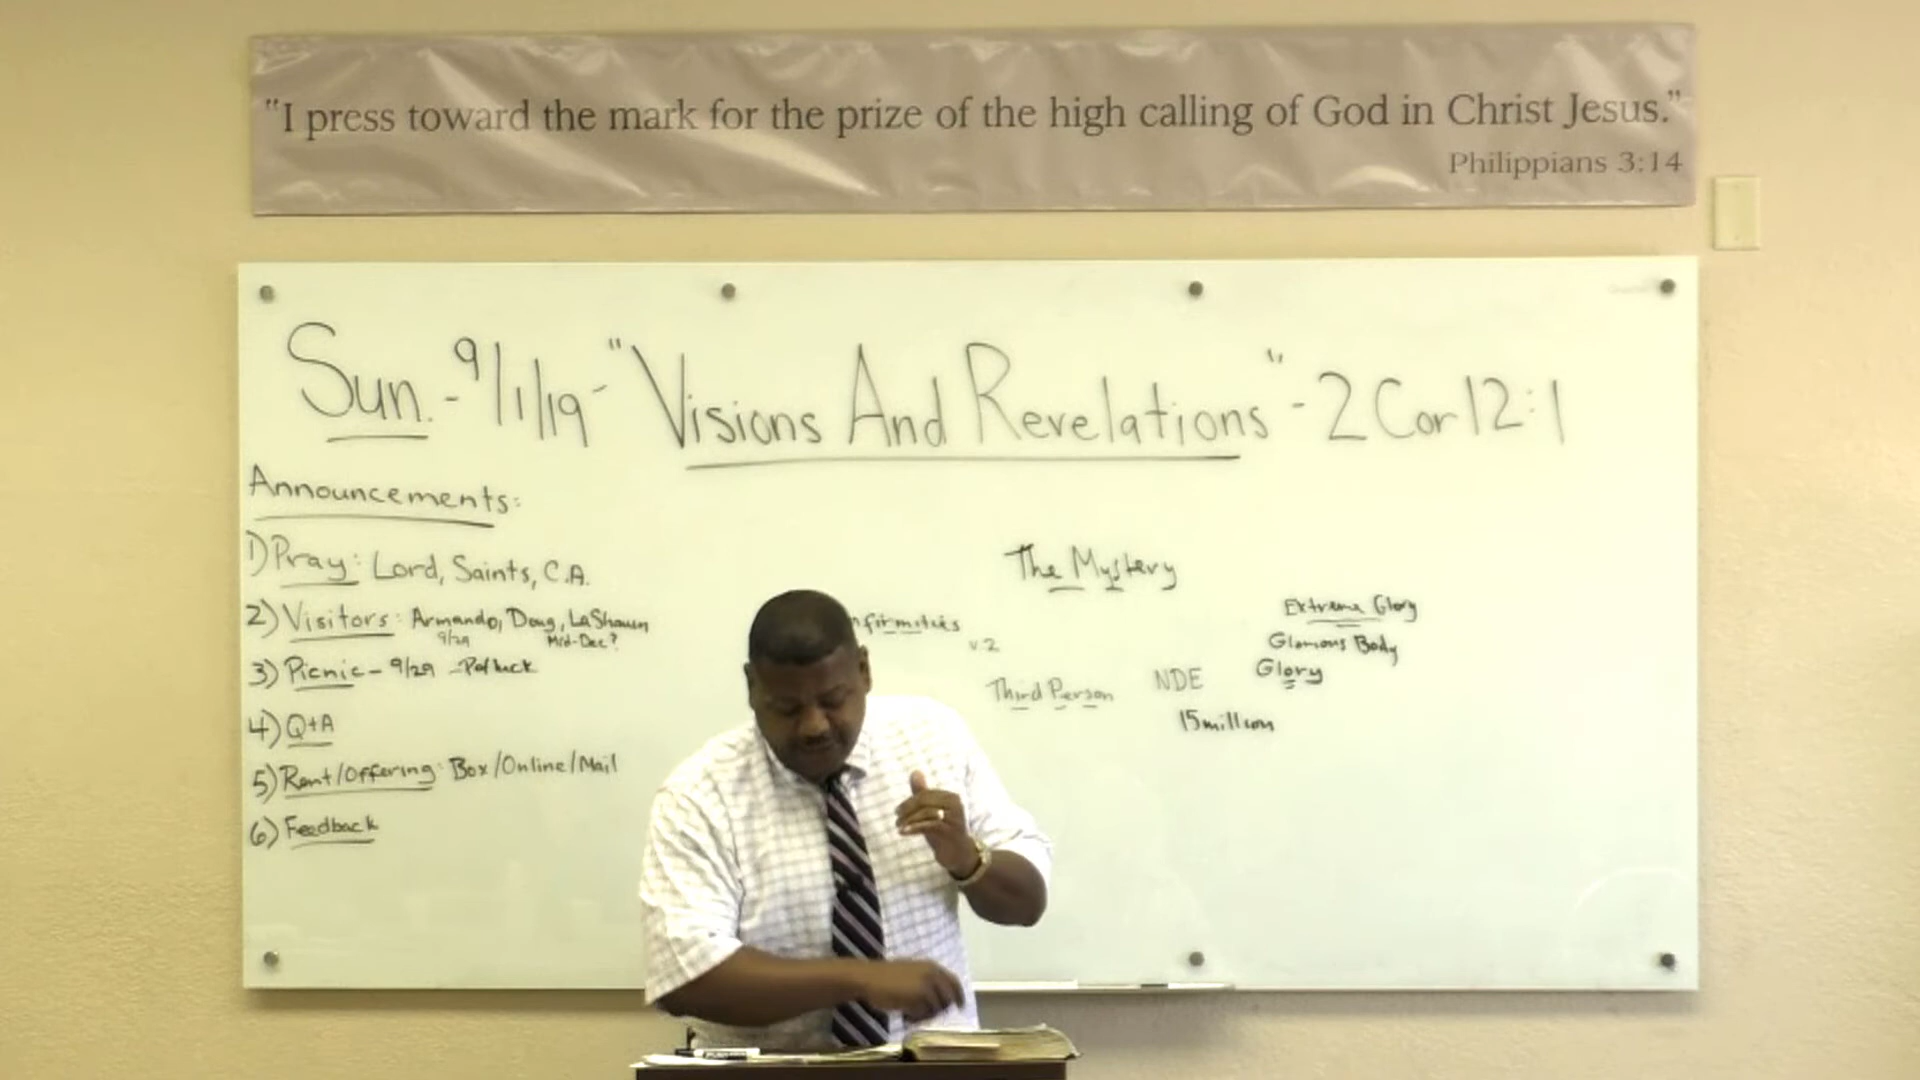 "I press toward the mark for the prize of the high calling of God in Christ Jesus."
Philippians 3:14
Sun. - 9/1/19 - "Visions And Revelations" - 2 Cor 12:1
Announcements:
1) Pray: Lord, Saints, C.A.
2) Visitors: Armando, Doug, LaShaun
9/29 Mid-Dec?
3) Picnic - 9/29 - Potluck
4) Q+A
5) Rent/Offering: Box/Online/Mail
6) Feedback
The Mystery
nfirmities
v.2
Third Person
NDE
15 million
Extreme Glory
Glorious Body
Glory